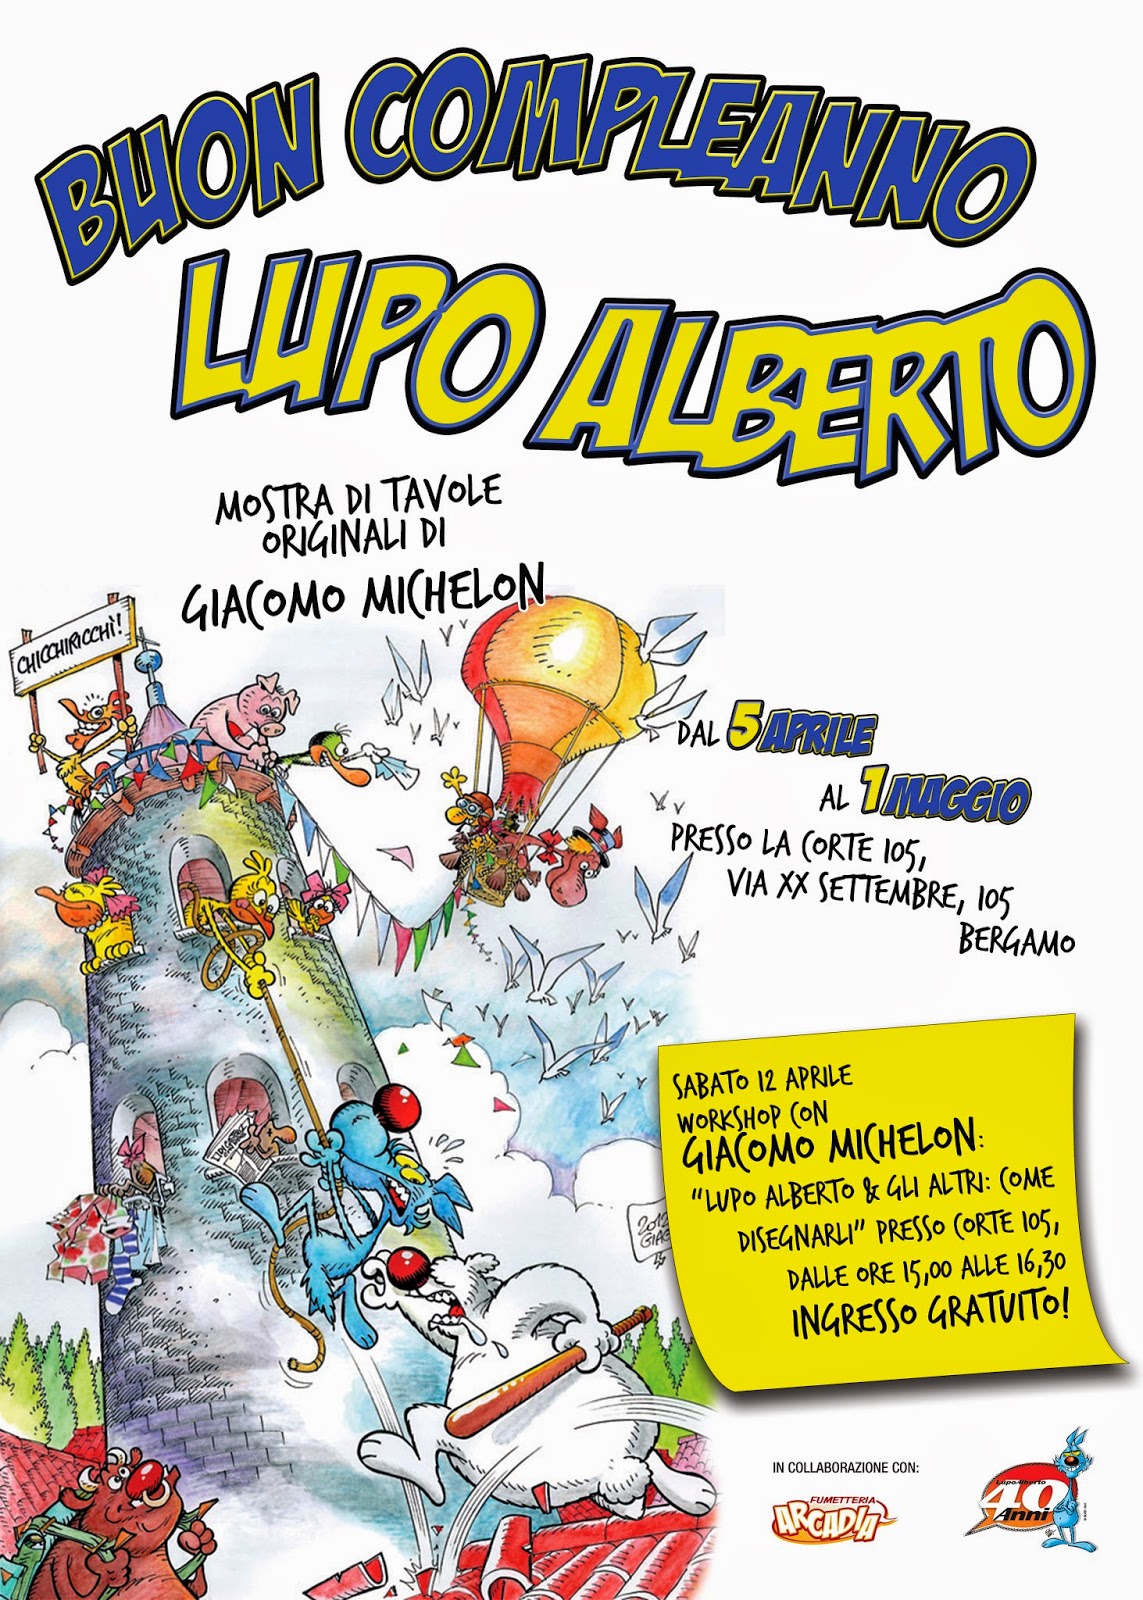 BUON COMPLEANNO
LUPO ALBERTO
MOSTRA DI TAVOLE
ORIGINALI DI
GIACOMO MICHELON
CHICCHIRICCHÌ!
DAL 5 APRILE
AL 1 MAGGIO
PRESSO LA CORTE 105,
VIA XX SETTEMBRE, 105
BERGAMO
SABATO 12 APRILE
WORKSHOP CON
GIACOMO MICHELON:
"LUPO ALBERTO & GLI ALTRI: COME
DISEGNARLI" PRESSO CORTE 105,
DALLE ORE 15,00 ALLE 16,30
INGRESSO GRATUITO!
IN COLLABORAZIONE CON:
FUMETTERIA
ARCADIA
LupoAlberto
40
Anni